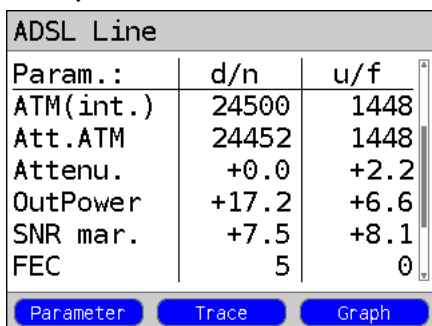 ADSL Line
Param.: d/n u/f
ATM(int.) 24500 1448
Att.ATM 24452 1448
Attenu. +0.0 +2.2
OutPower +17.2 +6.6
SNR mar. +7.5 +8.1
FEC 5 0
Parameter Trace Graph